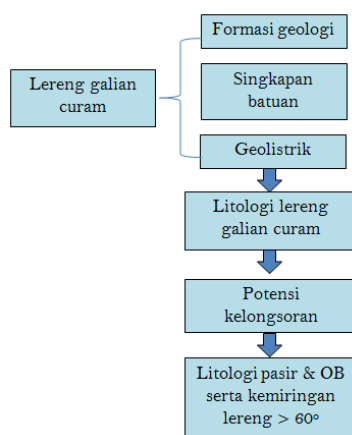 Formasi geologi
Lereng galian
curam
Singkapan
batuan
Geolistrik
Litologi lereng
galian curam
Potensi
kelongsoran
Litologi pasir & OB
serta kemiringan
lereng > 60º